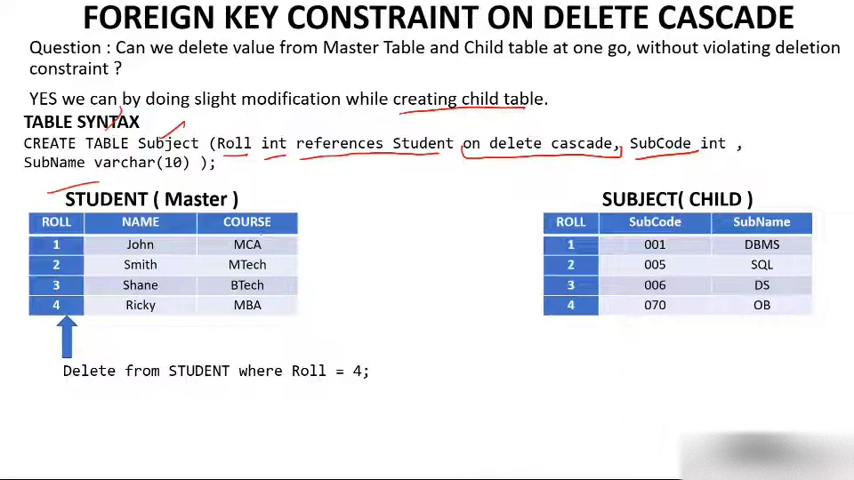 FOREIGN KEY CONSTRAINT ON DELETE CASCADE
Question : Can we delete value from Master Table and Child table at one go, without violating deletion
constraint ?
YES we can by doing slight modification while creating child table.
TABLE SYNTAX
CREATE TABLE Subject (Roll int references Student on delete cascade, SubCode int ,
SubName varchar(10) );
STUDENT ( Master )
ROLL NAME COURSE
1 John MCA
2 Smith MTech
3 Shane BTech
4 Ricky MBA
SUBJECT( CHILD )
ROLL SubCode SubName
1 001 DBMS
2 005 SQL
3 006 DS
4 070 OB
Delete from STUDENT where Roll = 4;